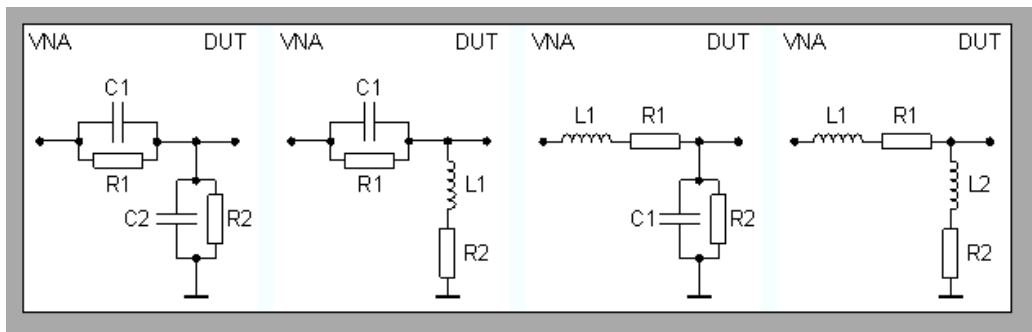 VNA DUT VNA DUT VNA DUT VNA DUT
C1 C1
L1 R1 L1 R1
R1 R1
L1 L2
C2 R2 C1 R2
R2 R2